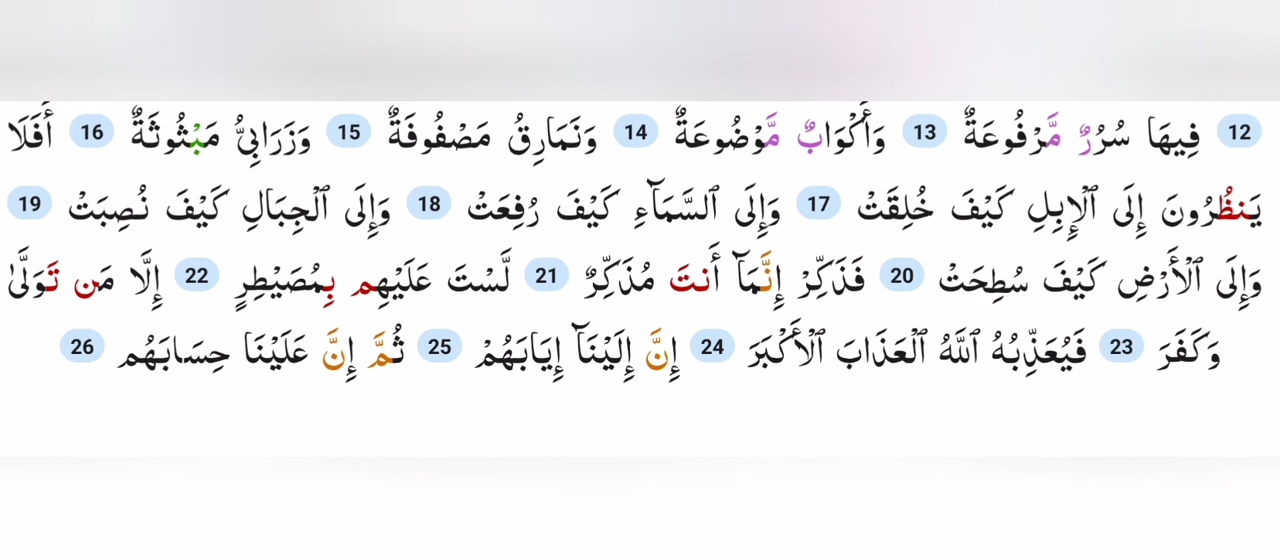 12 فِيهَا سُرُرٌ مَّرْفُوعَةٌ 13 وَأَكْوَابٌ مَّوْضُوعَةٌ 14 وَنَمَارِقُ مَصْفُوفَةٌ 15 وَزَرَابِىُّ مَبْثُوثَةٌ 16 أَفَلَا
يَنظُرُونَ إِلَى ٱلْإِبِلِ كَيْفَ خُلِقَتْ 17 وَإِلَى ٱلسَّمَآءِ كَيْفَ رُفِعَتْ 18 وَإِلَى ٱلْجِبَالِ كَيْفَ نُصِبَتْ 19
وَإِلَى ٱلْأَرْضِ كَيْفَ سُطِحَتْ 20 فَذَكِّرْ إِنَّمَآ أَنتَ مُذَكِّرٌ 21 لَّسْتَ عَلَيْهِم بِمُصَيْطِرٍ 22 إِلَّا مَن تَوَلَّىٰ
وَكَفَرَ 23 فَيُعَذِّبُهُ ٱللَّهُ ٱلْعَذَابَ ٱلْأَكْبَرَ 24 إِنَّ إِلَيْنَآ إِيَابَهُمْ 25 ثُمَّ إِنَّ عَلَيْنَا حِسَابَهُم 26